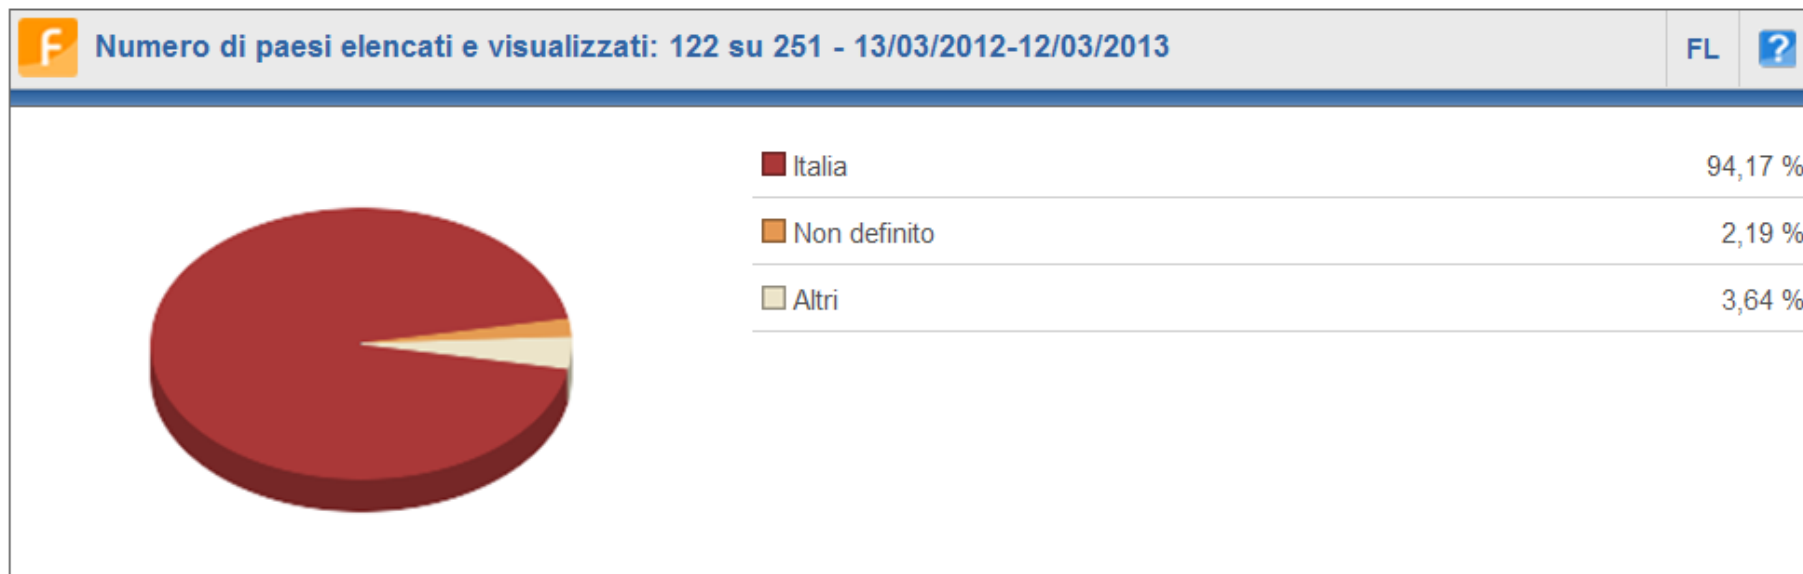 F Numero di paesi elencati e visualizzati: 122 su 251 - 13/03/2012-12/03/2013 FL ?
Italia 94,17 %
Non definito 2,19 %
Altri 3,64 %